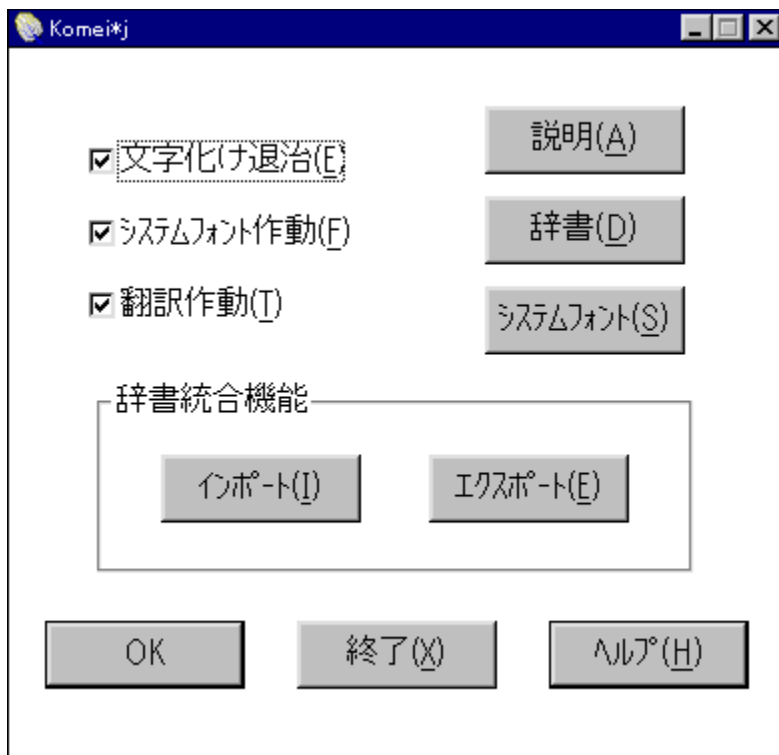 Komei*j
文字化け退治(E)
説明(A)
システムフォント作動(F)
辞書(D)
翻訳作動(T)
システムフォント(S)
辞書統合機能
インポート(I)
エクスポート(E)
OK
終了(X)
ヘルプ(H)